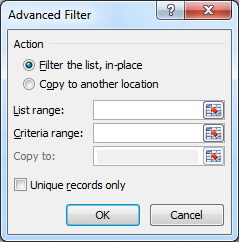 Advanced Filter
Action
Filter the list, in-place
Copy to another location
List range:
Criteria range:
Copy to:
Unique records only
OK Cancel